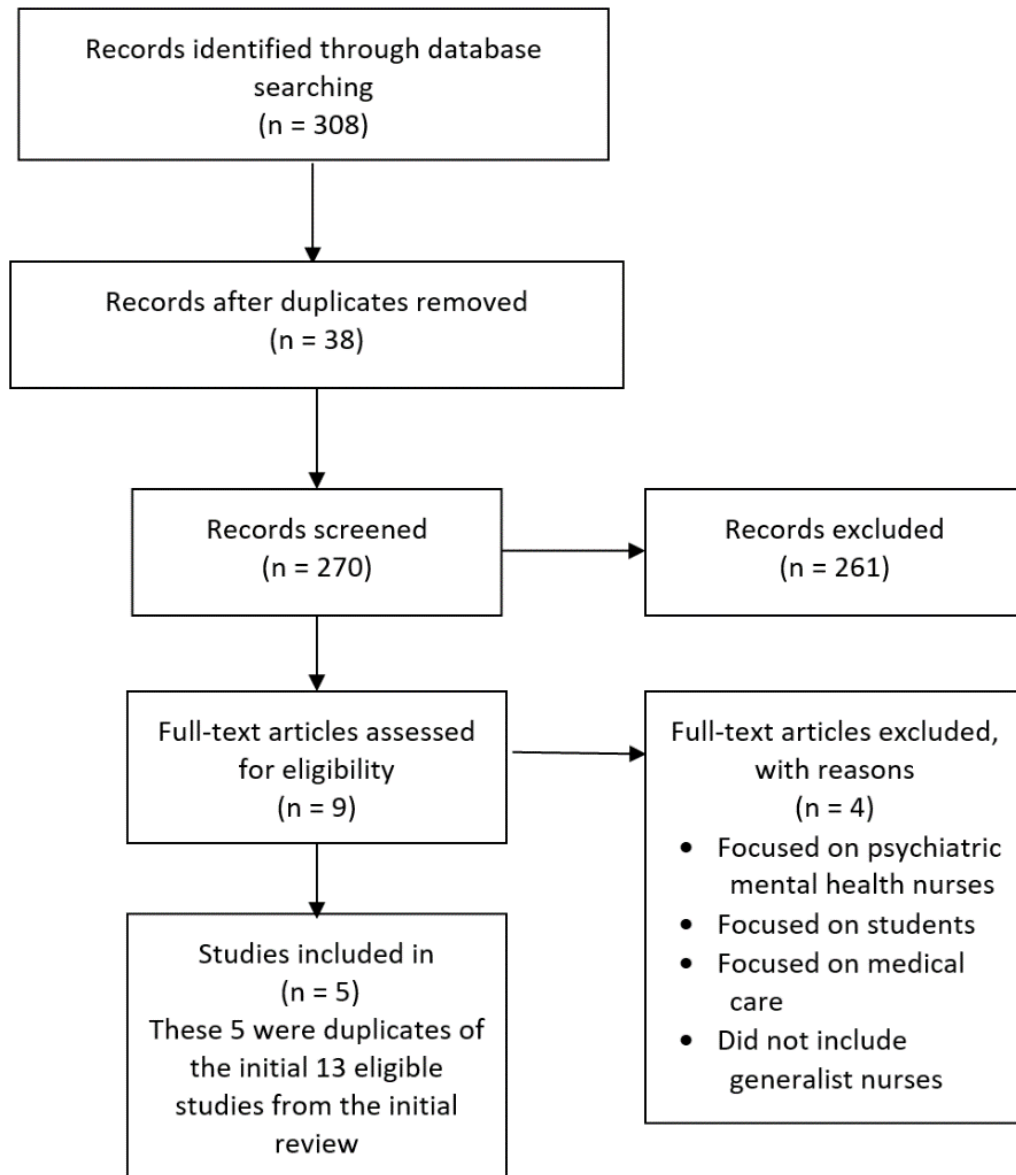 Records identified through database
searching
(n = 308)
Records after duplicates removed
(n = 38)
Records screened
(n = 270)
Records excluded
(n = 261)
Full-text articles assessed
for eligibility
(n = 9)
Full-text articles excluded,
with reasons
(n = 4)
• Focused on psychiatric
mental health nurses
• Focused on students
• Focused on medical
care
• Did not include
generalist nurses
Studies included in
(n = 5)
These 5 were duplicates of
the initial 13 eligible
studies from the initial
review